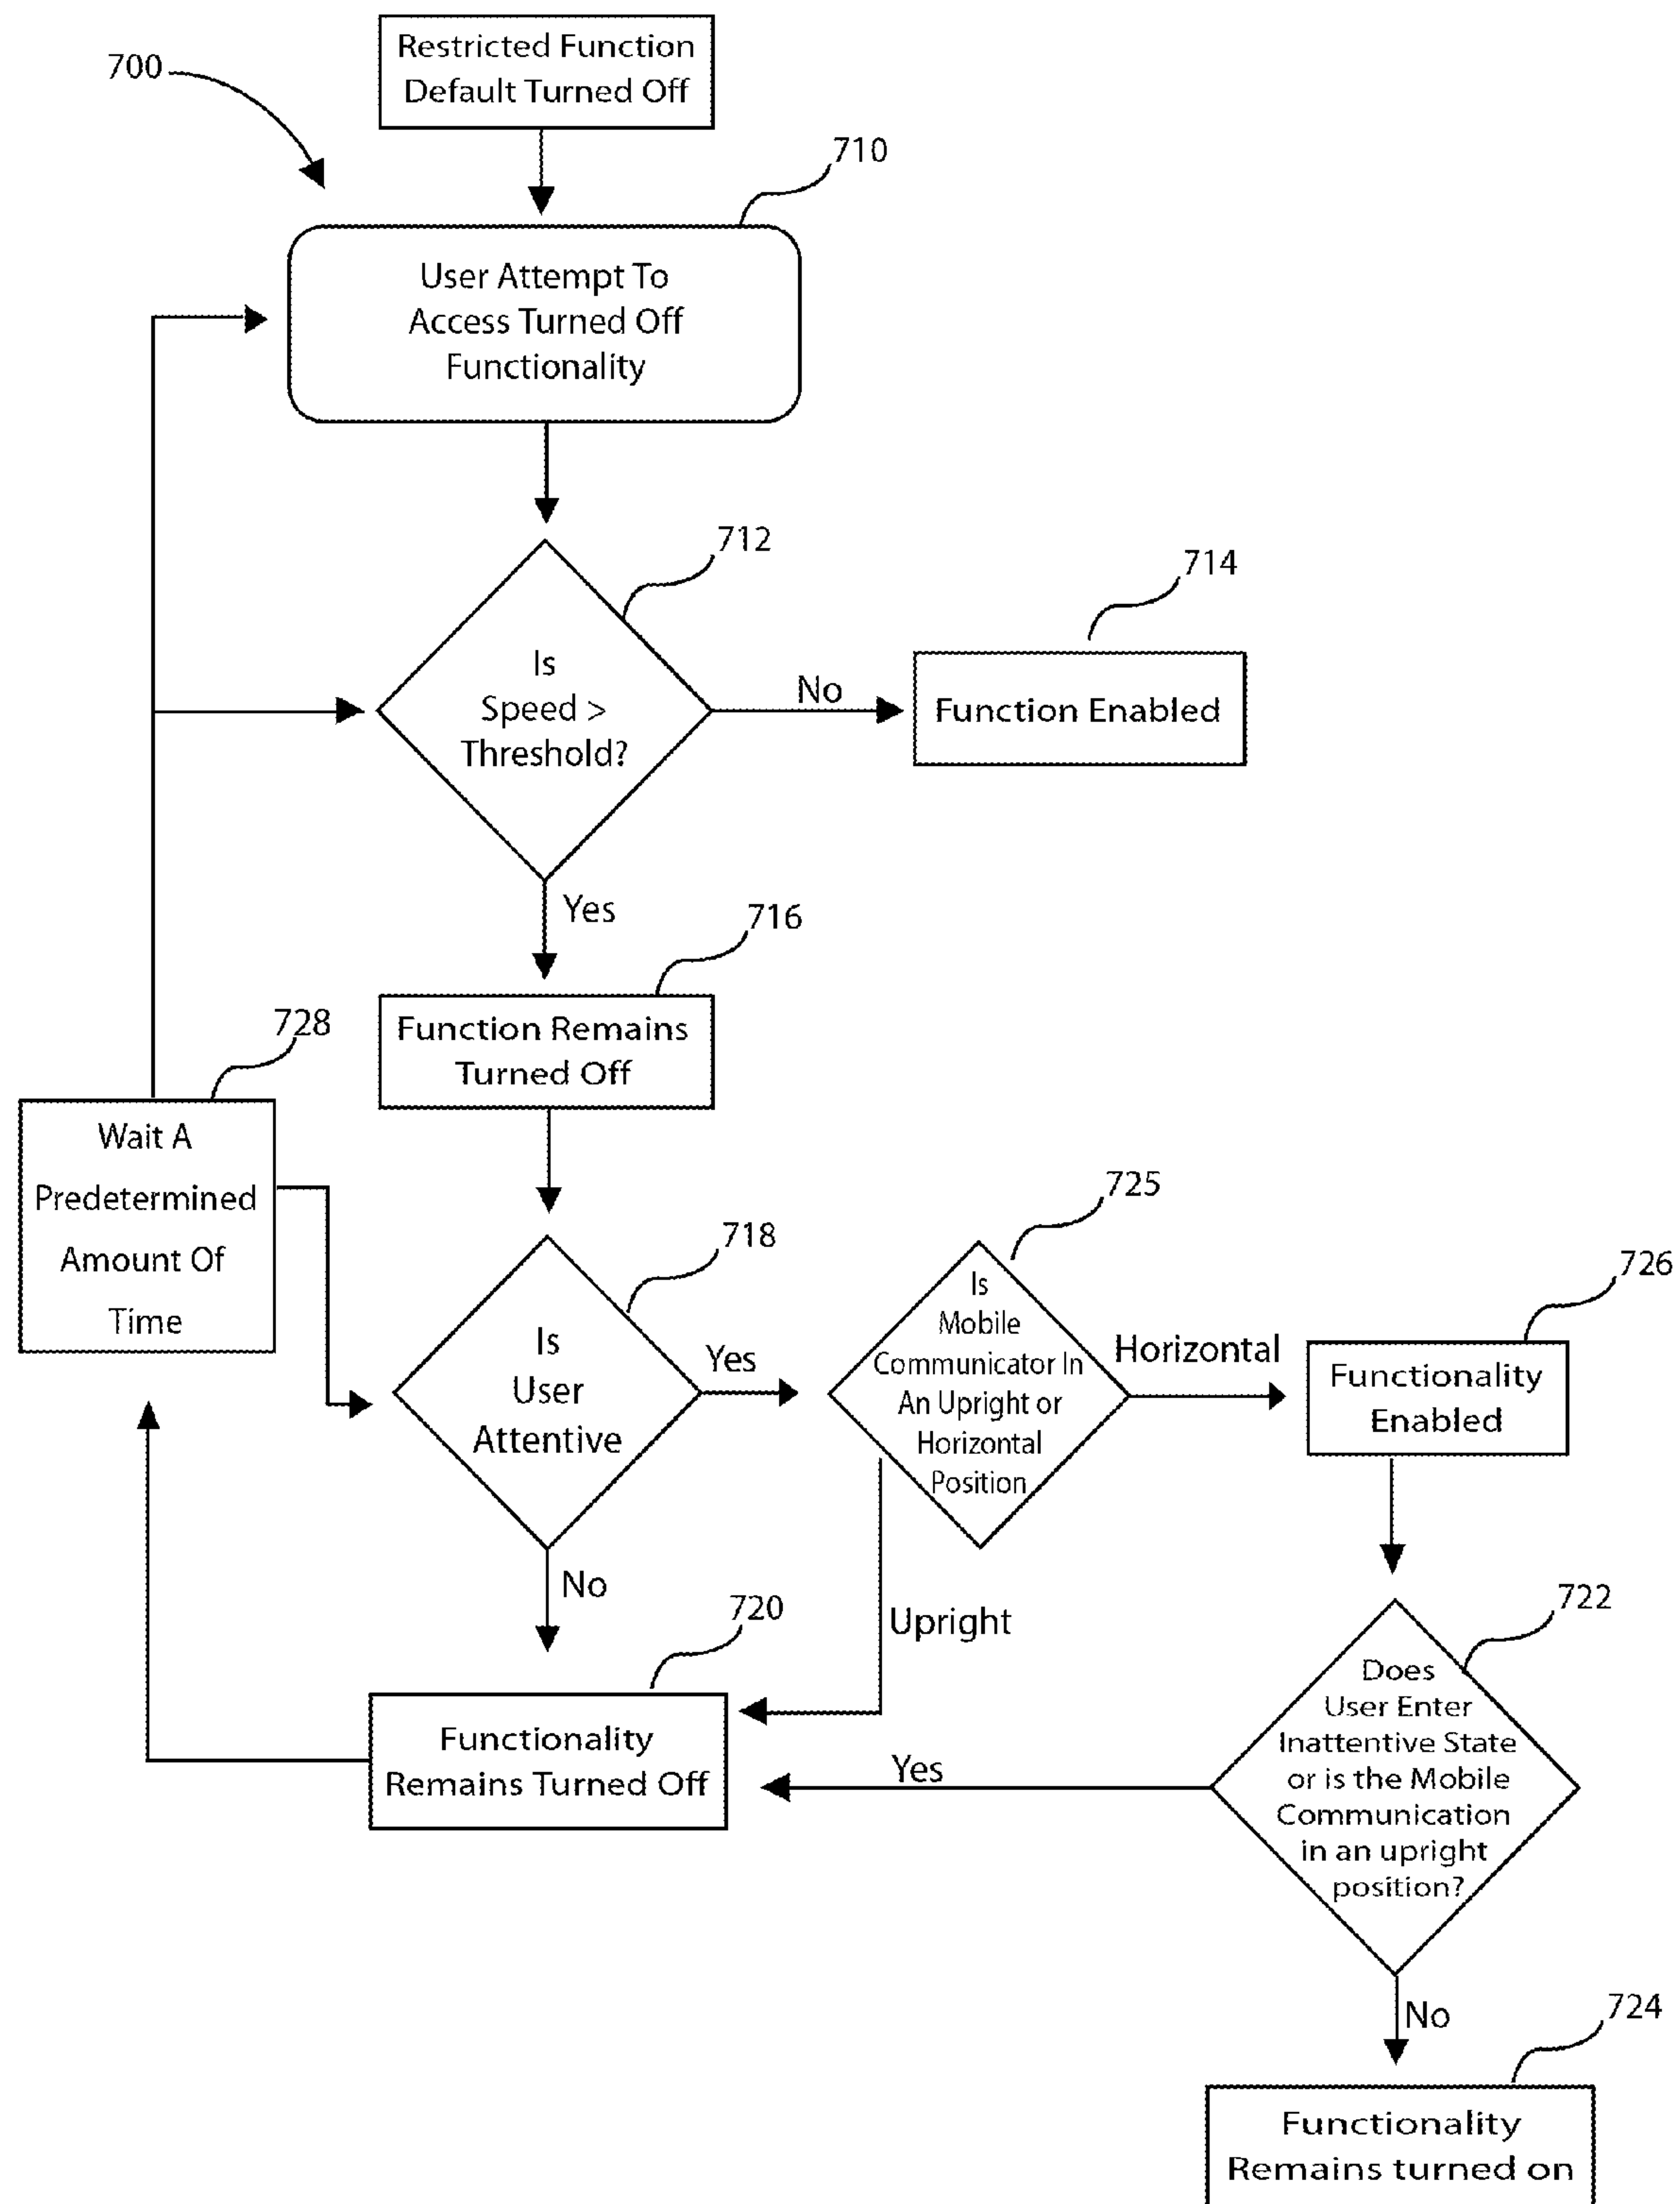 Restricted Function
Default Turned Off
700
710
User Attempt To
Access Turned Off
Functionality
712
Is
Speed >
Threshold?
No
714
Function Enabled
Yes
716
Function Remains
Turned Off
728
Wait A
Predetermined
Amount Of
Time
718
Is
User
Attentive
Yes
725
Is
Mobile
Communicator In
An Upright or
Horizontal
Position
Horizontal
726
Functionality
Enabled
No
Upright
720
Functionality
Remains Turned Off
722
Does
User Enter
Inattentive State
or is the Mobile
Communication
in an upright
position?
Yes
No
724
Functionality
Remains turned on